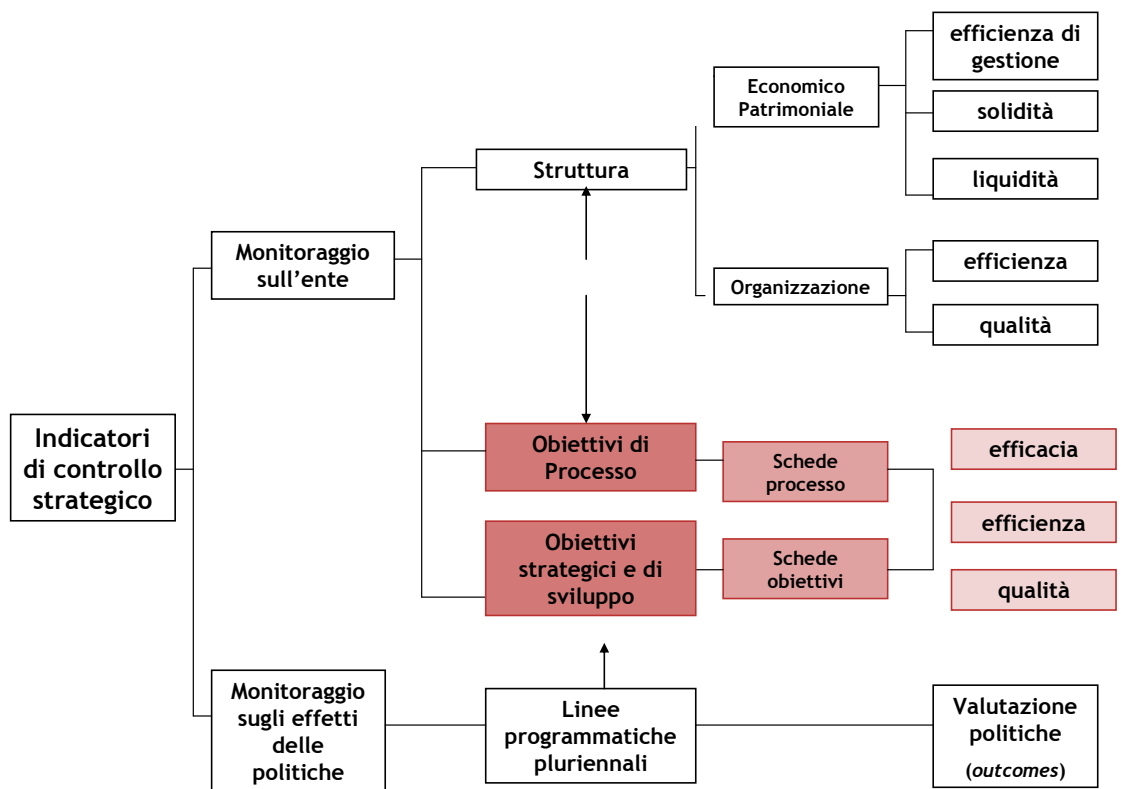 efficienza di
gestione
Economico
Patrimoniale
solidità
Struttura
liquidità
Monitoraggio
sull’ente
efficienza
Organizzazione
qualità
Indicatori
di controllo
strategico
Obiettivi di
Processo
Schede
processo
efficacia
efficienza
Obiettivi
strategici e di
sviluppo
Schede
obiettivi
qualità
Monitoraggio
sugli effetti
delle
politiche
Linee
programmatiche
pluriennali
Valutazione
politiche
(outcomes)